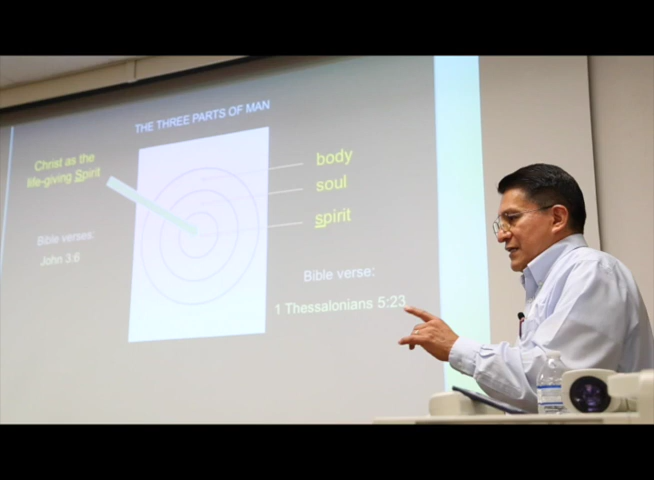 THE THREE PARTS OF MAN
Christ as the
life-giving Spirit
body
soul
spirit
Bible verses:
John 3:6
Bible verse:
1 Thessalonians 5:23